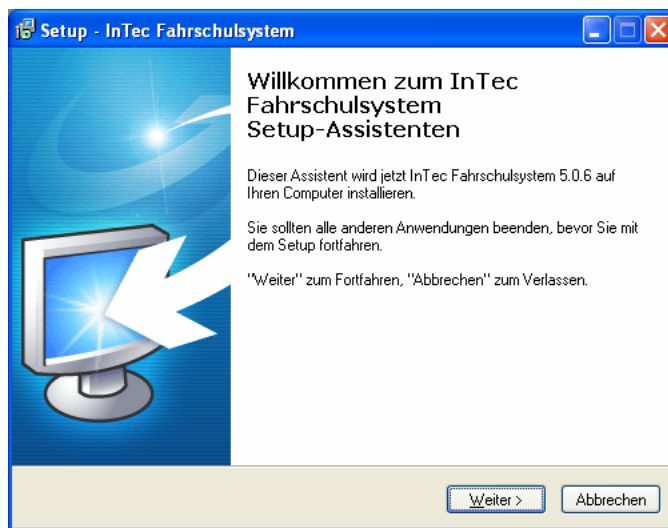 Setup - InTec Fahrschulsystem
Willkommen zum InTec
Fahrschulsystem
Setup-Assistenten
Dieser Assistent wird jetzt InTec Fahrschulsystem 5.0.6 auf
Ihren Computer installieren.
Sie sollten alle anderen Anwendungen beenden, bevor Sie mit
dem Setup fortfahren.
"Weiter" zum Fortfahren, "Abbrechen" zum Verlassen.
Weiter > Abbrechen